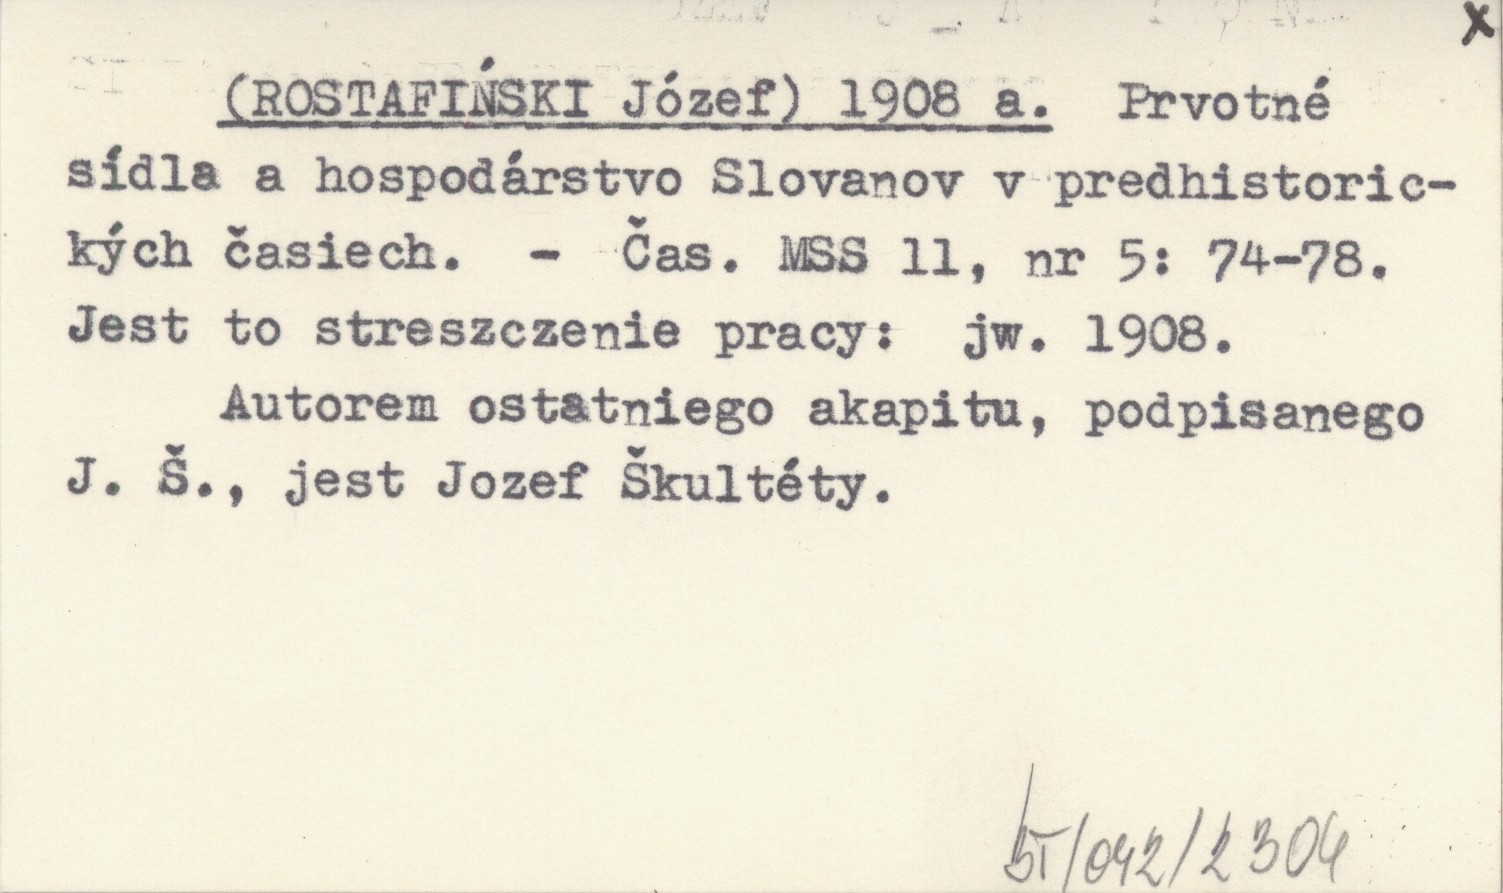 x
(ROSTAFIŃSKI Józef) 1908 a. Prvotné
sídla a hospodárstvo Slovanov v predhistoric-
kých časiech. - Čas. MSS 11, nr 5: 74-78.
Jest to streszczenie pracy: jw. 1908.
Autorem ostatniego akapitu, podpisanego
J. Š., jest Jozef Škultéty.
BI/042/2304